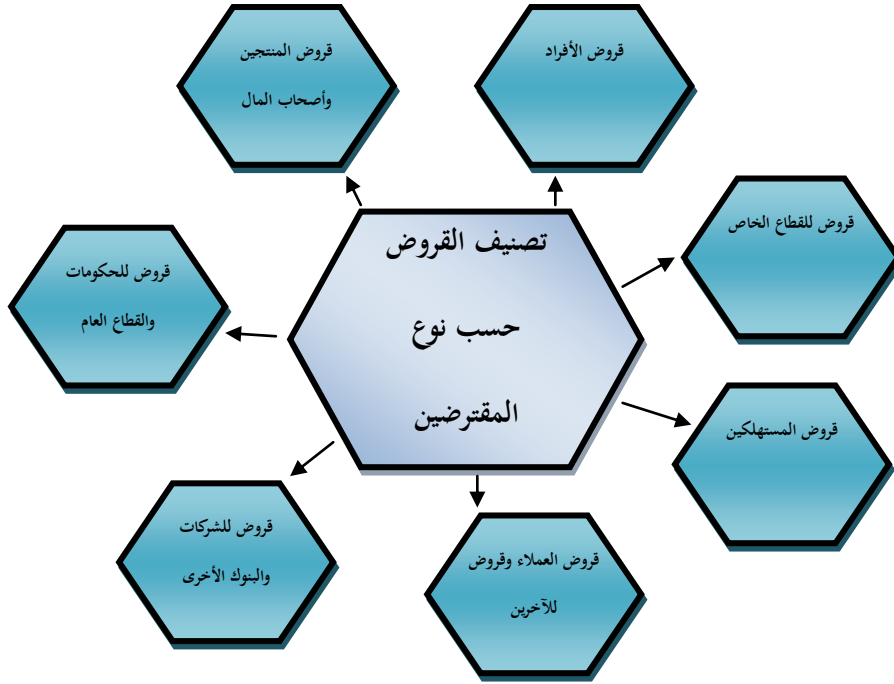 قروض الأفراد
قروض المنتجين
وأصحاب المال
قروض للقطاع الخاص
تصنيف القروض
حسب نوع
المقترضين
قروض للحكومات
والقطاع العام
قروض المستهلكين
قروض للشركات
والبنوك الأخرى
قروض العملاء وقروض
للآخرين